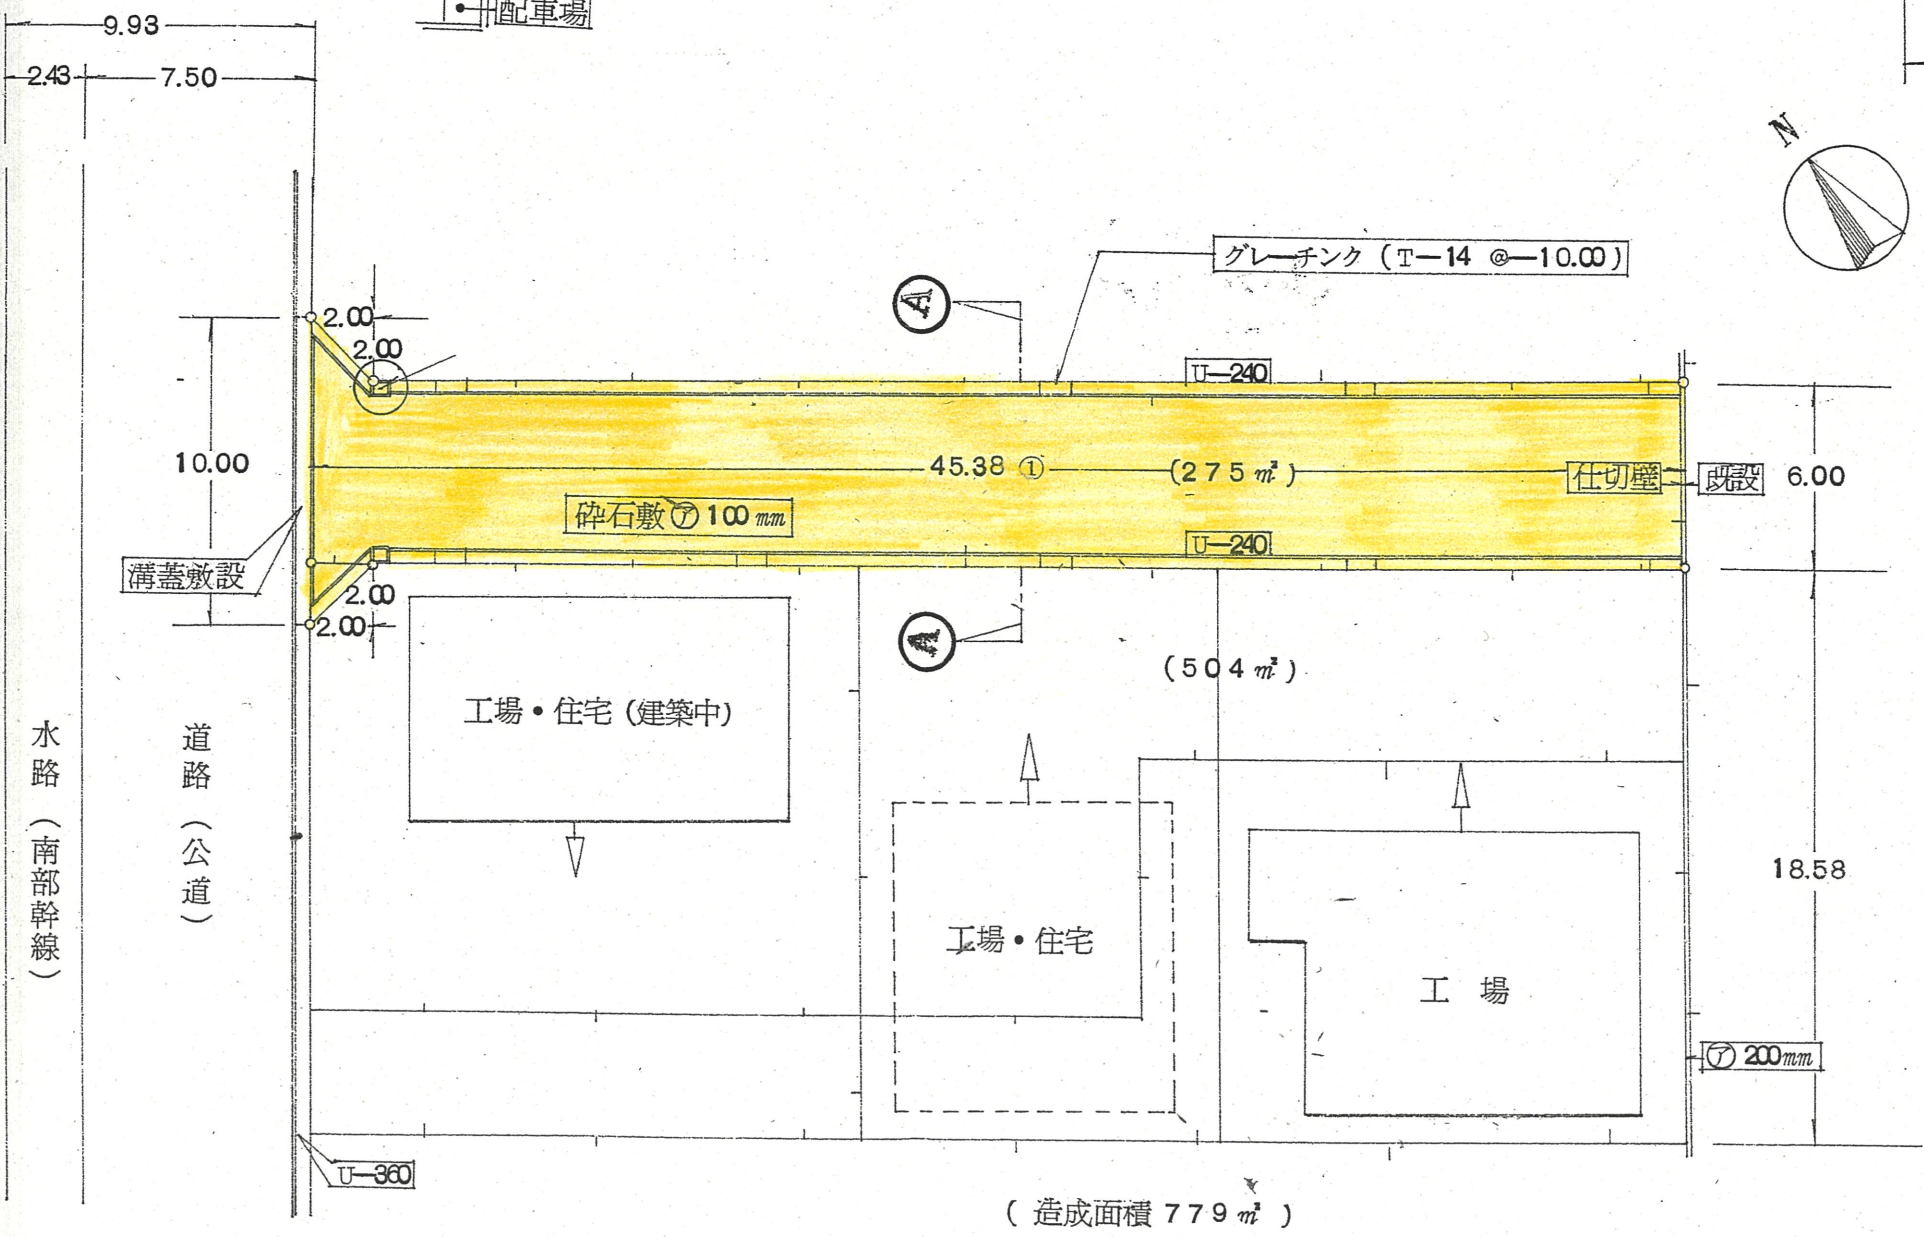 配車場
9.93
2.43
7.50
N
グレーチンク (T-14 @-10.00)
A
2.00
2.00
U-240
10.00
45.38 ①
(275㎡)
仕切壁
既設
6.00
砕石敷 ㋐ 100mm
U-240
溝蓋敷設
2.00
2.00
A
(504㎡)
工場・住宅 (建築中)
水路(南部幹線)
道路(公道)
18.58
工場・住宅
工 場
㋐ 200mm
U-360
( 造成面積 779㎡ )